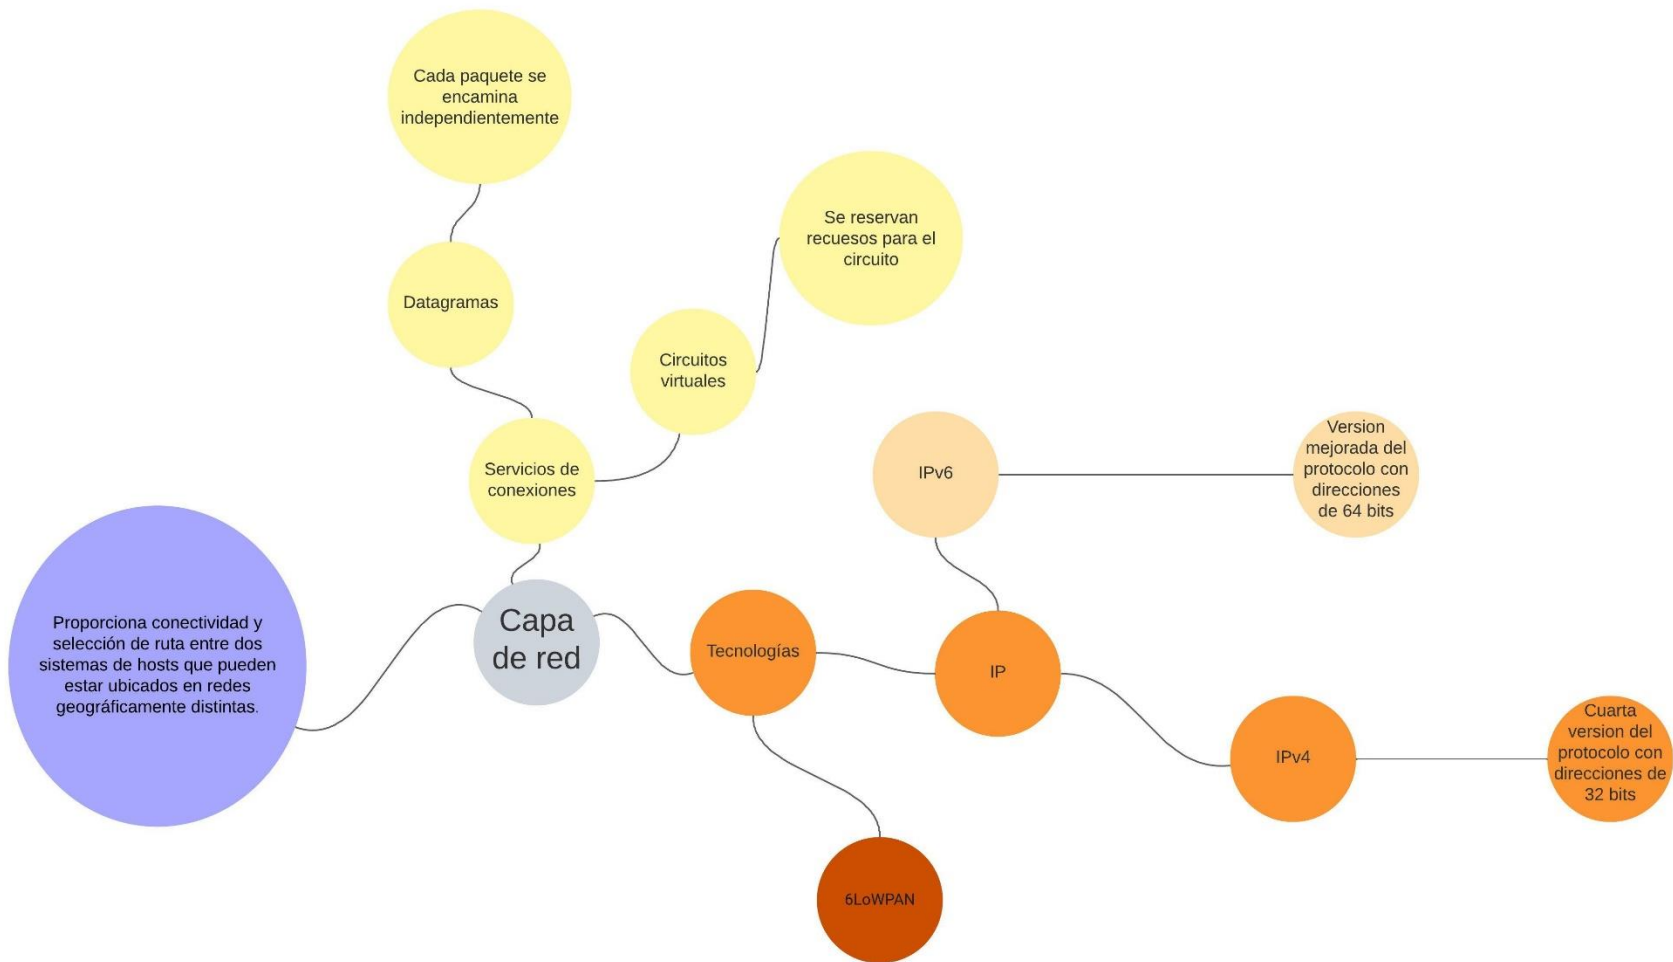 Cada paquete se
encamina
independientemente
Se reservan
recuesos para el
circuito
Datagramas
Circuitos
virtuales
Servicios de
conexiones
IPv6
Version
mejorada del
protocolo con
direcciones
de 64 bits
Proporciona conectividad y
selección de ruta entre dos
sistemas de hosts que pueden
estar ubicados en redes
geográficamente distintas.
Capa
de red
Tecnologías
IP
IPv4
Cuarta
version del
protocolo con
direcciones de
32 bits
6LoWPAN